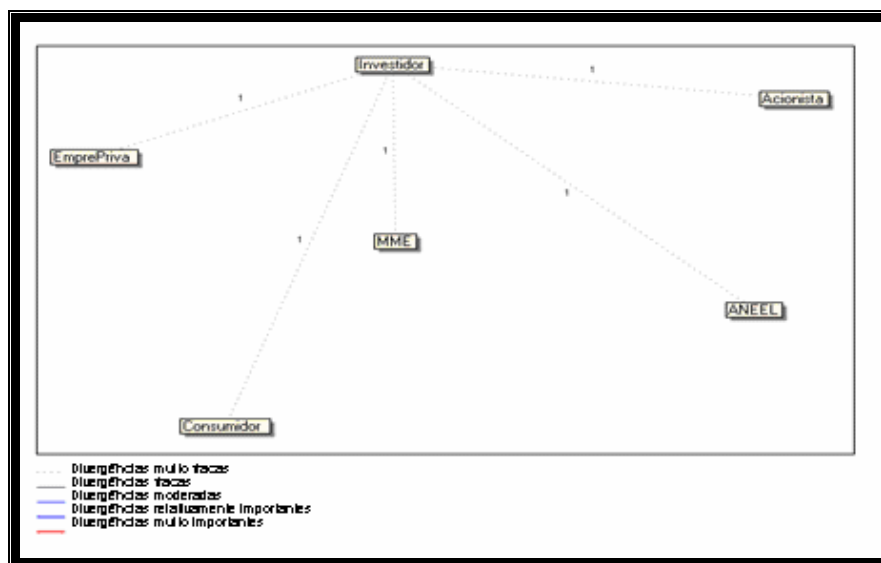 Investidor
1
Acionista
1
EmprePriva
1
1
MME
1
ANEEL
Consumidor
Divergências muito fracas
Divergências fracas
Divergências moderadas
Divergências relativamente importantes
Divergências muito importantes